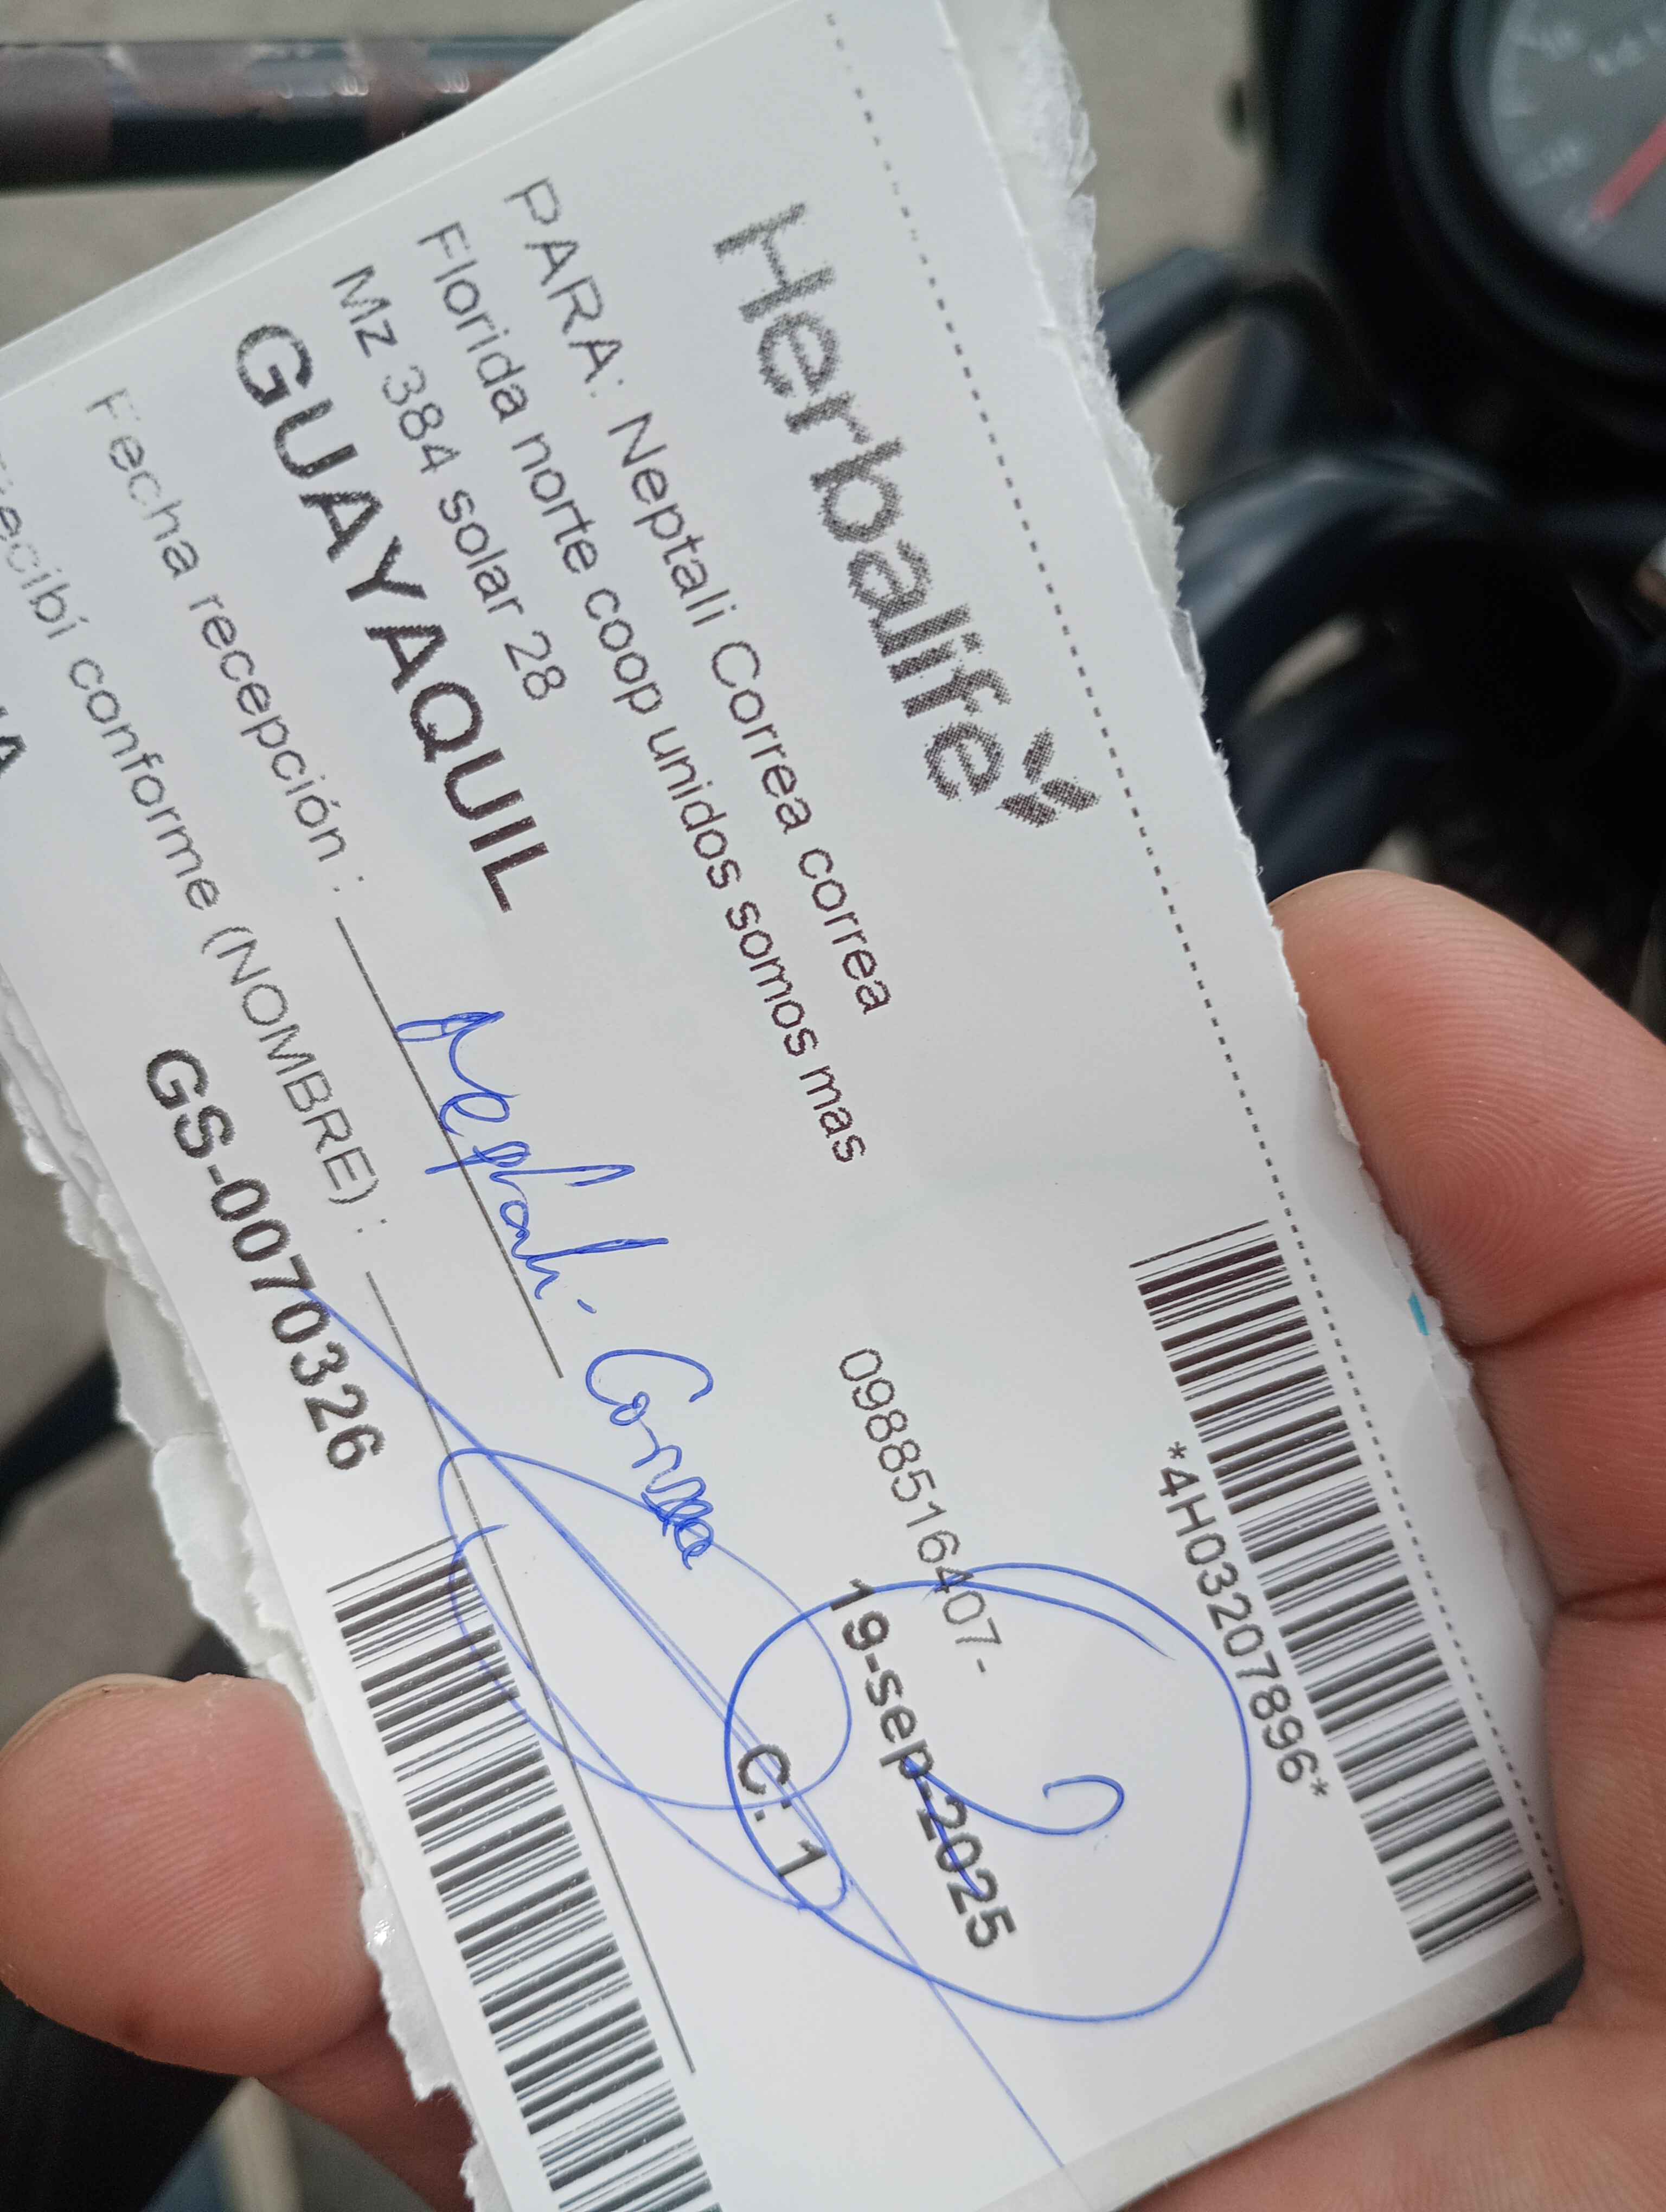 *4H03207896*
Herbalife
PARA: Neptali Correa correa
0988516407-
Florida norte coop unidos somos mas
19-sep-2025
Mz 384 solar 28
C: 1
GUAYAQUIL
Neptali Correa
Fecha recepción :
recibí conforme (NOMBRE) :
GS-0070326